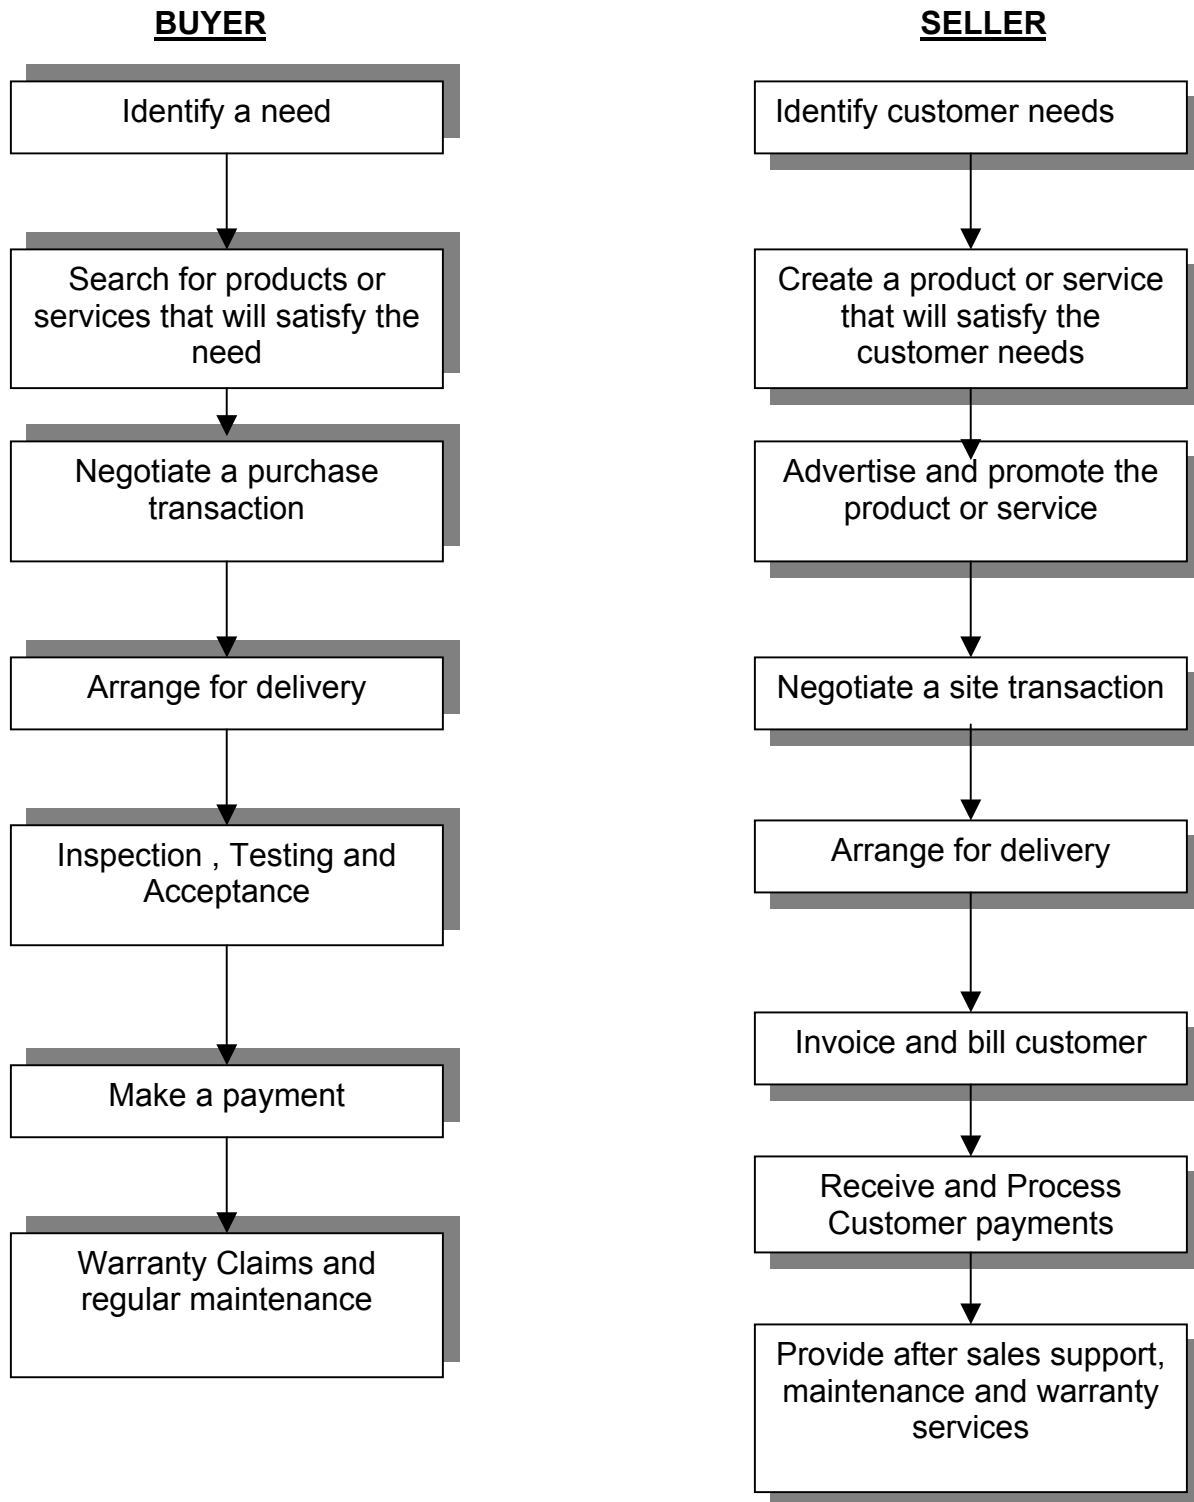 BUYER
Identify a need
Search for products or
services that will satisfy the
need
Negotiate a purchase
transaction
Arrange for delivery
Inspection , Testing and
Acceptance
Make a payment
Warranty Claims and
regular maintenance
SELLER
Identify customer needs
Create a product or service
that will satisfy the
customer needs
Advertise and promote the
product or service
Negotiate a site transaction
Arrange for delivery
Invoice and bill customer
Receive and Process
Customer payments
Provide after sales support,
maintenance and warranty
services